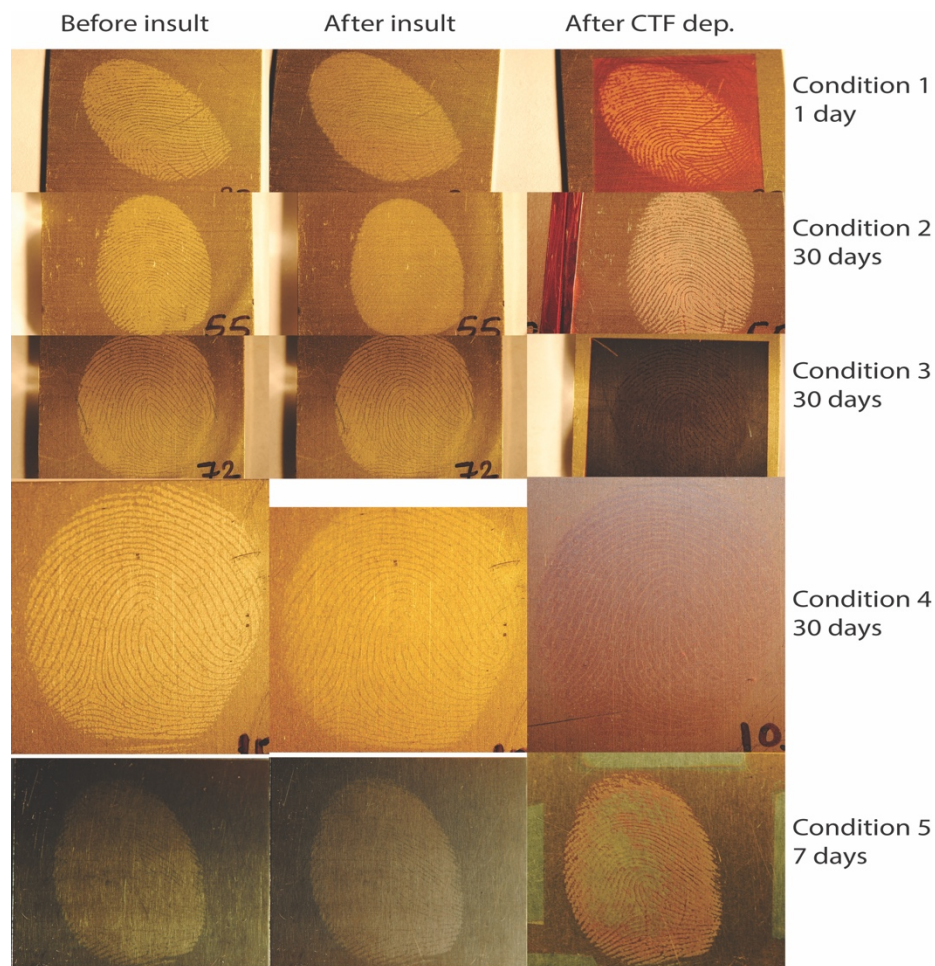 Before insult
After insult
After CTF dep.
Condition 1
1 day
Condition 2
30 days
55
55
Condition 3
30 days
72
72
Condition 4
30 days
10
Condition 5
7 days